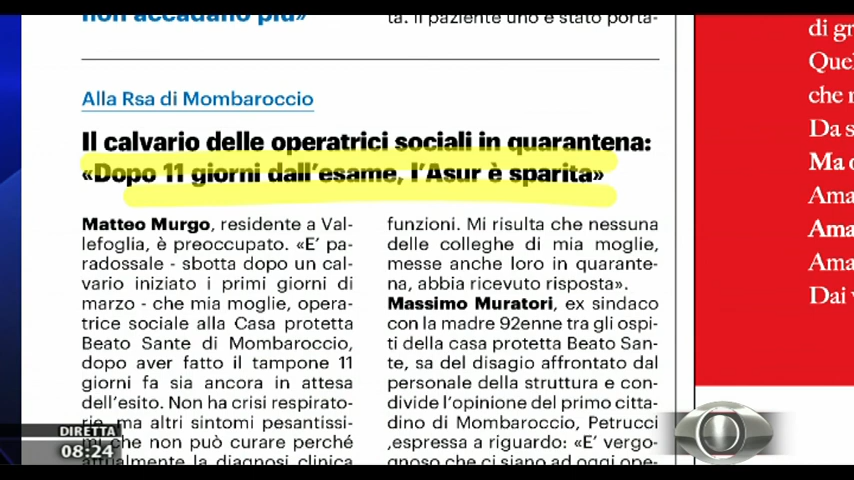 non accadano più»
ta. Il paziente uno è stato porta-
Alla Rsa di Mombaroccio
Il calvario delle operatrici sociali in quarantena:
«Dopo 11 giorni dall'esame, l'Asur è sparita»
Matteo Murgo, residente a Val-
lefoglia, è preoccupato. «E' pa-
radossale - sbotta dopo un cal-
vario iniziato i primi giorni di
marzo - che mia moglie, opera-
trice sociale alla Casa protetta
Beato Sante di Mombaroccio,
dopo aver fatto il tampone 11
giorni fa sia ancora in attesa
dell'esito. Non ha crisi respirato-
rie, ma altri sintomi pesantissi-
mi che non può curare perché
attualmente la diagnosi clinica
funzioni. Mi risulta che nessuna
delle colleghe di mia moglie,
messe anche loro in quarante-
na, abbia ricevuto risposta».
Massimo Muratori, ex sindaco
con la madre 92enne tra gli ospi-
ti della casa protetta Beato San-
te, sa del disagio affrontato dal
personale della struttura e con-
divide l'opinione del primo citta-
dino di Mombaroccio, Petrucci
,espressa a riguardo: «E' vergo-
gnoso che ci siano ad oggi ope-
di gr
Quel
che r
Da s
Ma c
Ama
Ama
Ama
Dai v
DIRETTA
08:24